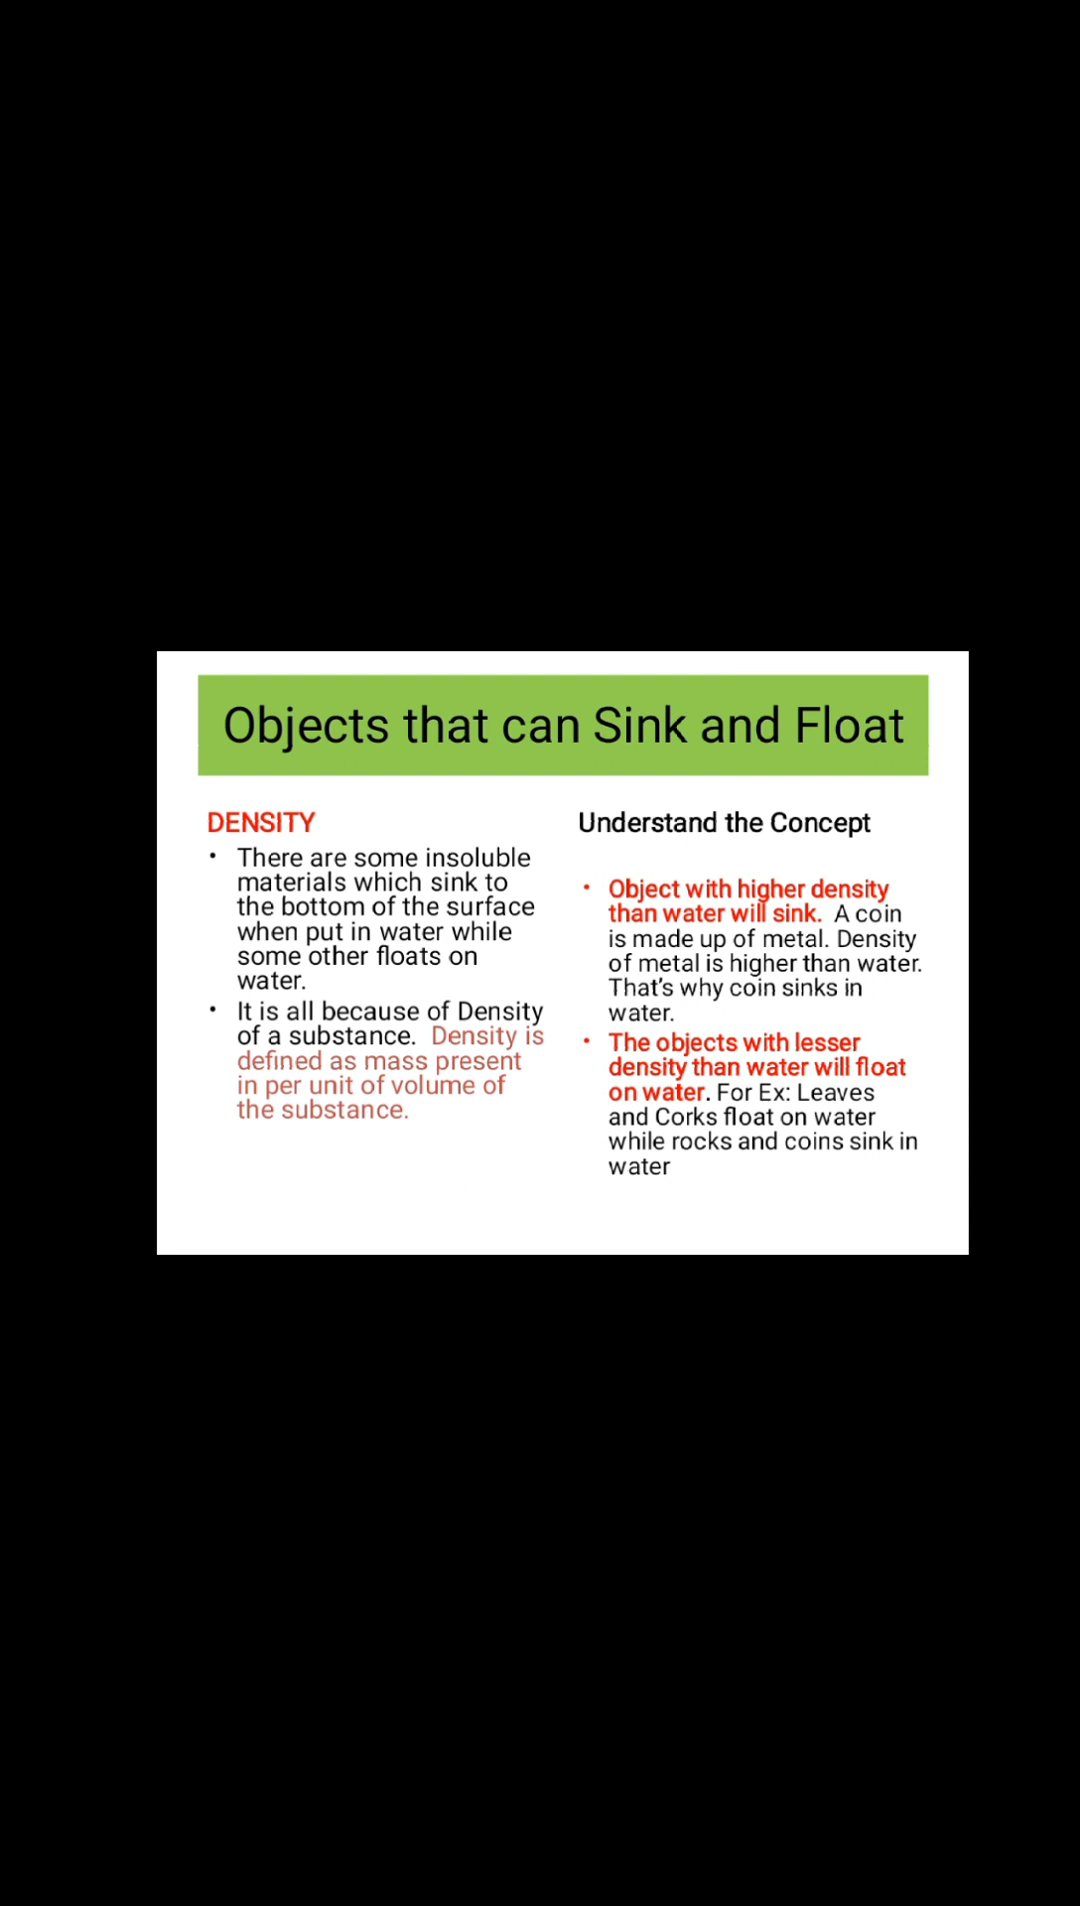 Objects that can Sink and Float
DENSITY
• There are some insoluble
materials which sink to
the bottom of the surface
when put in water while
some other floats on
water.
• It is all because of Density
of a substance. Density is
defined as mass present
in per unit of volume of
the substance.
Understand the Concept
• Object with higher density
than water will sink. A coin
is made up of metal. Density
of metal is higher than water.
That's why coin sinks in
water.
• The objects with lesser
density than water will float
on water. For Ex: Leaves
and Corks float on water
while rocks and coins sink in
water